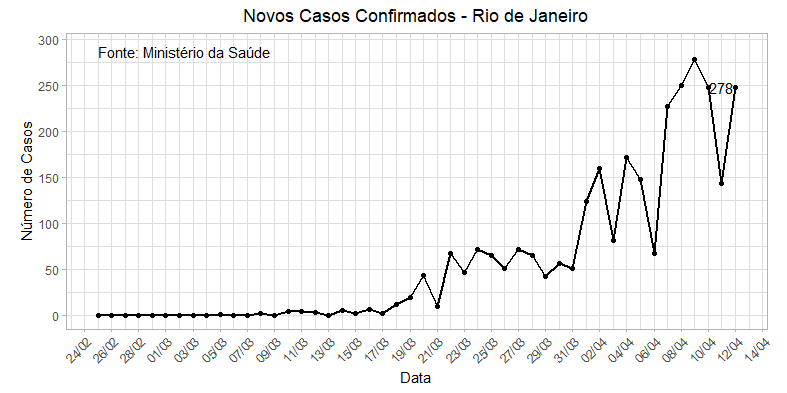 Novos Casos Confirmados - Rio de Janeiro
Fonte: Ministério da Saúde
300
250
200
150
100
50
0
278
Número de Casos
24/02 26/02 28/02 01/03 03/03 05/03 07/03 09/03 11/03 13/03 15/03 17/03 19/03 21/03 23/03 25/03 27/03 29/03 31/03 02/04 04/04 06/04 08/04 10/04 12/04 14/04
Data